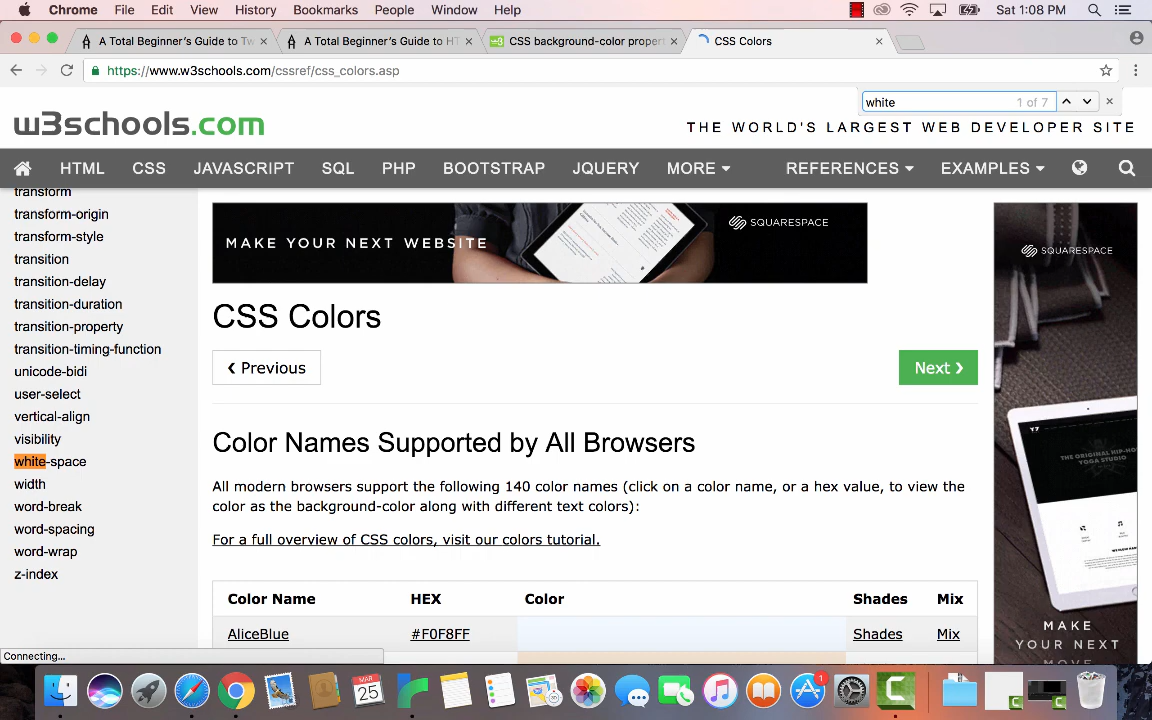 Chrome File Edit View History Bookmarks People Window Help Sat 1:08 PM
A Total Beginner's Guide to Tw
A Total Beginner's Guide to HT
CSS background-color propert
CSS Colors
https://www.w3schools.com/cssref/css_colors.asp
white 1 of 7
w3schools.com
THE WORLD'S LARGEST WEB DEVELOPER SITE
HTML CSS JAVASCRIPT SQL PHP BOOTSTRAP JQUERY MORE REFERENCES EXAMPLES
transform
transform-origin
transform-style
transition
transition-delay
transition-duration
transition-property
transition-timing-function
unicode-bidi
user-select
vertical-align
visibility
white-space
width
word-break
word-spacing
word-wrap
z-index
MAKE YOUR NEXT WEBSITE
SQUARESPACE
CSS Colors
❮ Previous
Next ❯
Color Names Supported by All Browsers
All modern browsers support the following 140 color names (click on a color name, or a hex value, to view the
color as the background-color along with different text colors):
For a full overview of CSS colors, visit our colors tutorial.
Color Name HEX Color Shades Mix
AliceBlue #F0F8FF Shades Mix
SQUARESPACE
THE ORIGINAL HIP-HO
YOGA STUDIO
MAKE
YOUR NEXT
MOVE
Connecting...
MAR
25
1